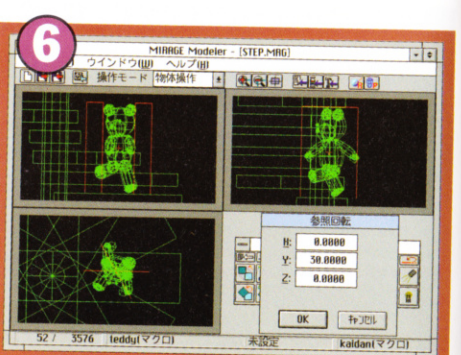 6
MIRAGE Modeler - [STEP.MRG]
ウインドウ(W) ヘルプ(H)
操作モード 物体操作
参照回転
X: 0.0000
Y: 30.0000
Z: 0.0000
OK キャンセル
52 / 3576 teddy(マクロ) 未設定 kaidan(マクロ)